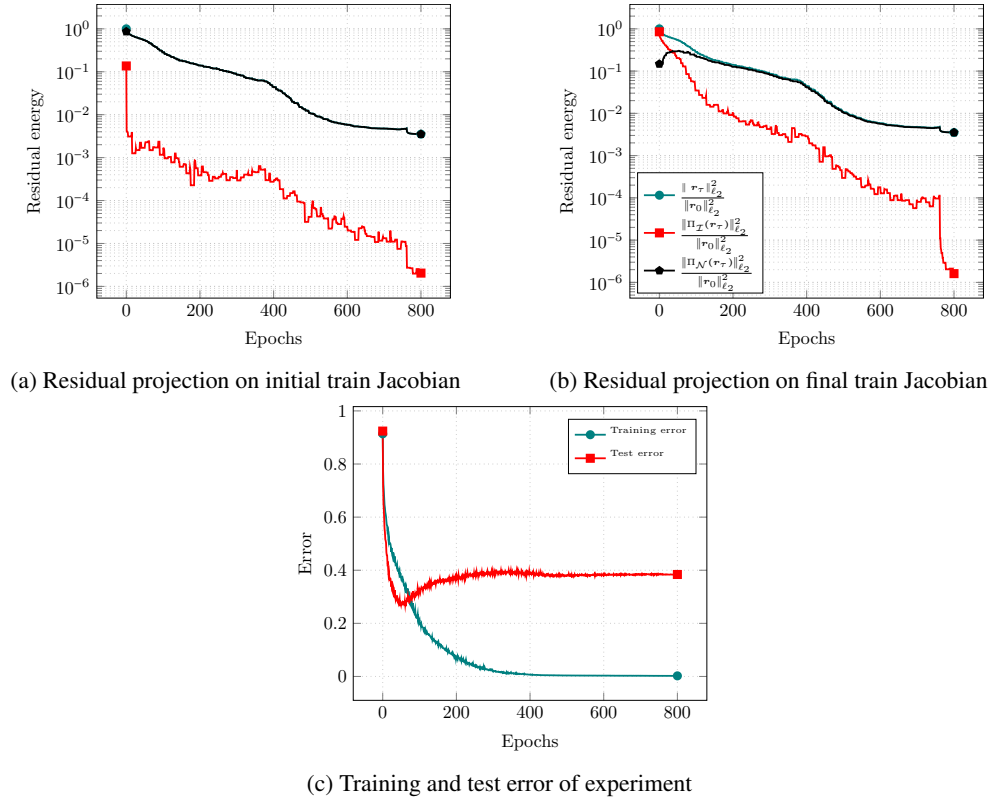 10⁰
10⁻¹
10⁻²
10⁻³
10⁻⁴
10⁻⁵
10⁻⁶
Residual energy
0 200 400 600 800
Epochs
(a) Residual projection on initial train Jacobian
10⁰
10⁻¹
10⁻²
10⁻³
10⁻⁴
10⁻⁵
10⁻⁶
Residual energy
‖ r_τ‖²_ℓ₂ / ‖r₀‖²_ℓ₂
‖Π_𝓘(r_τ)‖²_ℓ₂ / ‖r₀‖²_ℓ₂
‖Π_𝓝(r_τ)‖²_ℓ₂ / ‖r₀‖²_ℓ₂
0 200 400 600 800
Epochs
(b) Residual projection on final train Jacobian
1
0.8
0.6
0.4
0.2
0
Error
Training error
Test error
0 200 400 600 800
Epochs
(c) Training and test error of experiment